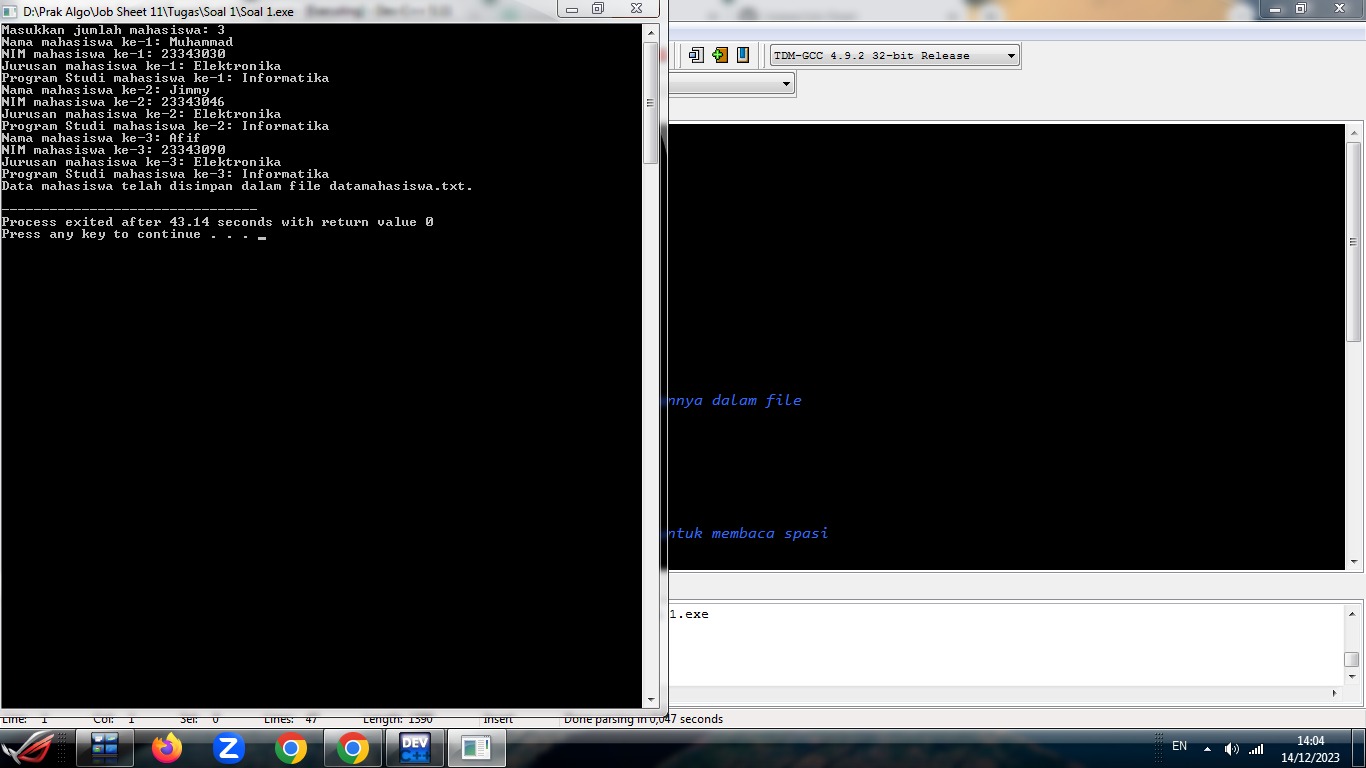 D:\Prak Algo\Job Sheet 11\Tugas\Soal 1\Soal 1.exe
Masukkan jumlah mahasiswa: 3
Nama mahasiswa ke-1: Muhammad
NIM mahasiswa ke-1: 23343030
Jurusan mahasiswa ke-1: Elektronika
Program Studi mahasiswa ke-1: Informatika
Nama mahasiswa ke-2: Jimmy
NIM mahasiswa ke-2: 23343046
Jurusan mahasiswa ke-2: Elektronika
Program Studi mahasiswa ke-2: Informatika
Nama mahasiswa ke-3: Afif
NIM mahasiswa ke-3: 23343090
Jurusan mahasiswa ke-3: Elektronika
Program Studi mahasiswa ke-3: Informatika
Data mahasiswa telah disimpan dalam file datamahasiswa.txt.
--------------------------------
Process exited after 43.14 seconds with return value 0
Press any key to continue . . .
TDM-GCC 4.9.2 32-bit Release
nnya dalam file
ntuk membaca spasi
1.exe
Line: 1 Col: 1 Sel: 0 Lines: 47 Length: 1390 Insert Done parsing in 0,047 seconds
DEV C++
EN
14:04
14/12/2023